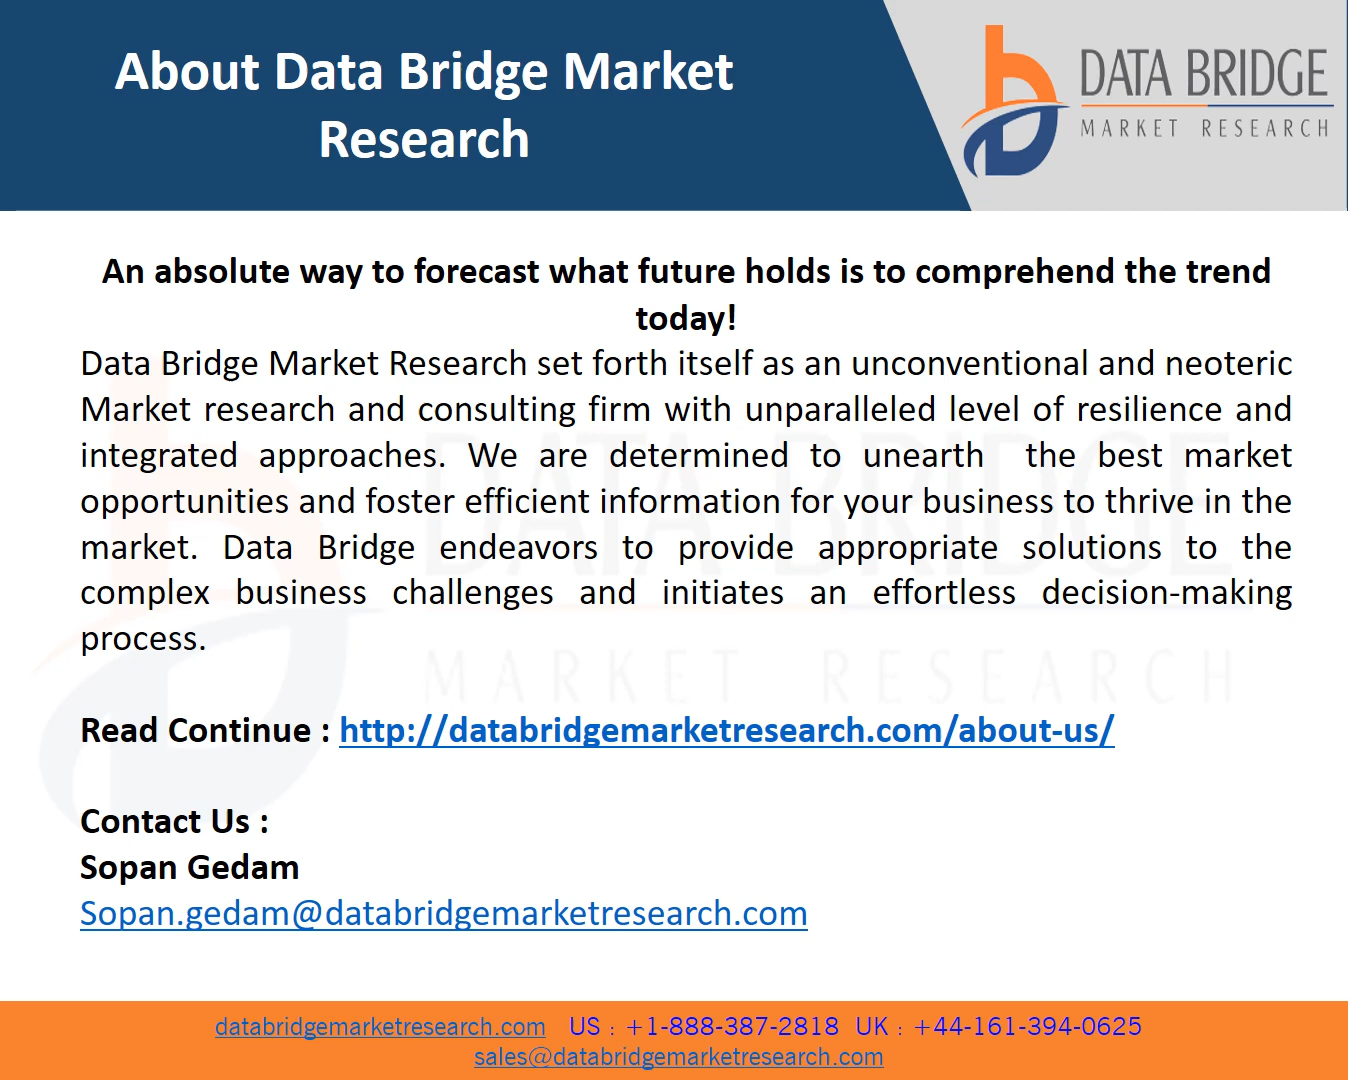 About Data Bridge Market
Research
DATA BRIDGE
MARKET RESEARCH
An absolute way to forecast what future holds is to comprehend the trend
today!
Data Bridge Market Research set forth itself as an unconventional and neoteric
Market research and consulting firm with unparalleled level of resilience and
integrated approaches. We are determined to unearth the best market
opportunities and foster efficient information for your business to thrive in the
market. Data Bridge endeavors to provide appropriate solutions to the
complex business challenges and initiates an effortless decision-making
process.
DATA BRIDGE
MARKET RESEARCH
Read Continue : http://databridgemarketresearch.com/about-us/
Contact Us :
Sopan Gedam
Sopan.gedam@databridgemarketresearch.com
databridgemarketresearch.com US : +1-888-387-2818 UK : +44-161-394-0625
sales@databridgemarketresearch.com